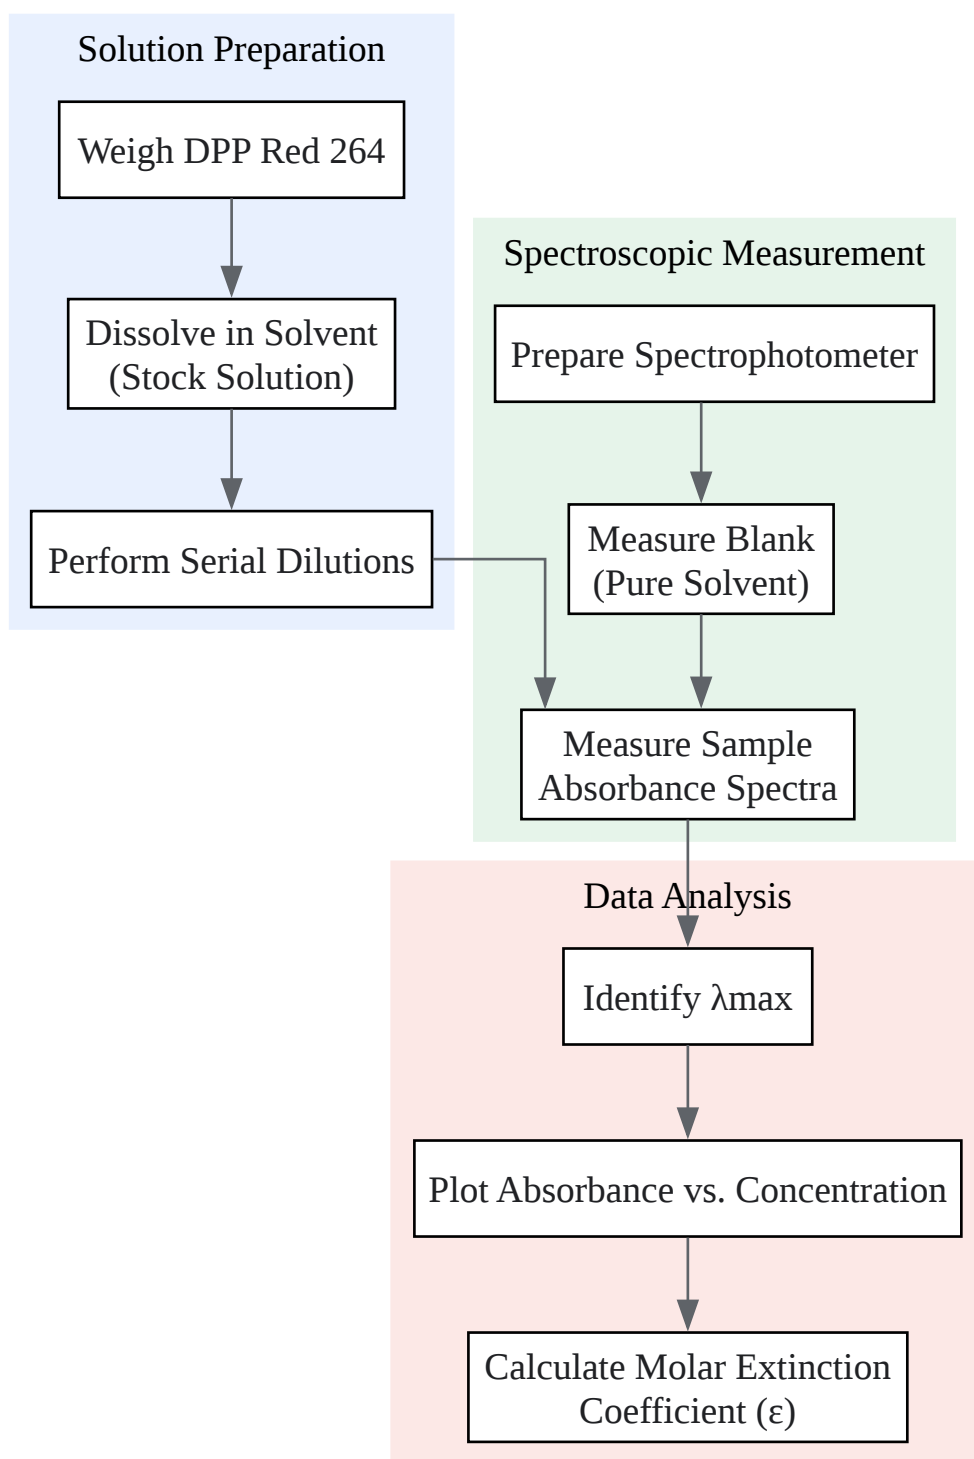 Solution Preparation
Weigh DPP Red 264
Dissolve in Solvent
(Stock Solution)
Perform Serial Dilutions
Spectroscopic Measurement
Prepare Spectrophotometer
Measure Blank
(Pure Solvent)
Measure Sample
Absorbance Spectra
Data Analysis
Identify λmax
Plot Absorbance vs. Concentration
Calculate Molar Extinction
Coefficient (ε)